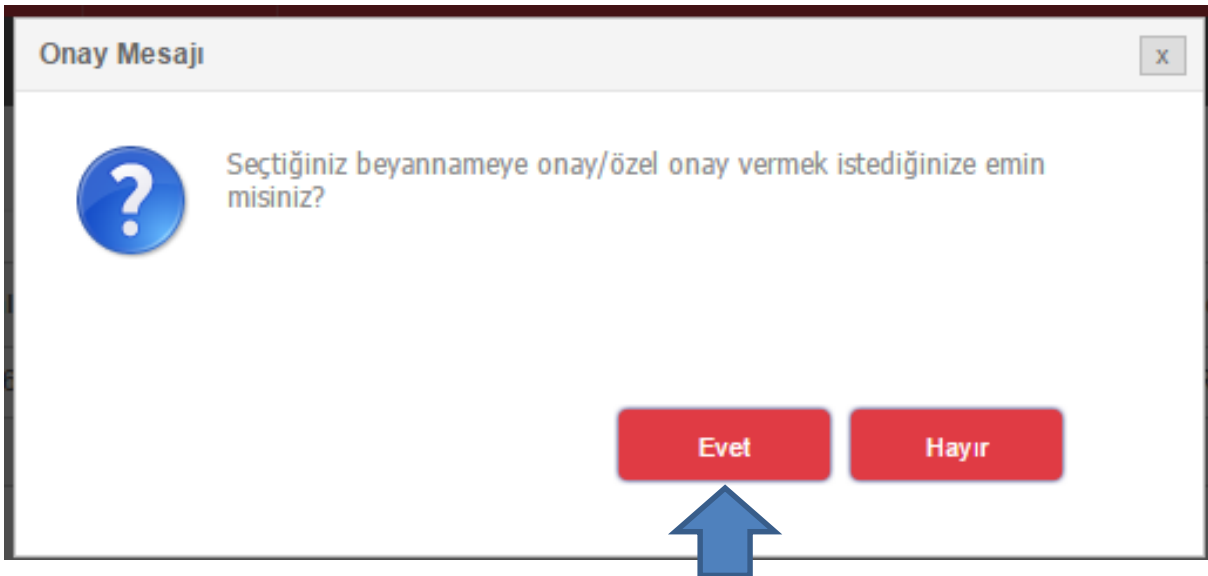 Onay Mesajı
x
Seçtiğiniz beyannameye onay/özel onay vermek istediğinize emin
misiniz?
Evet Hayır